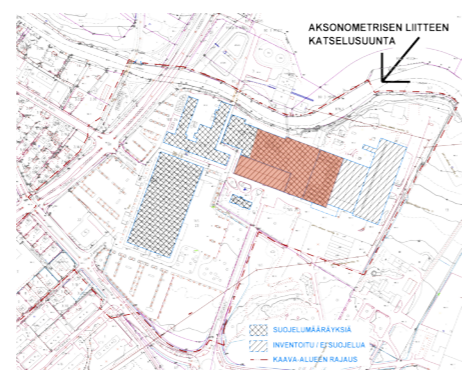 AKSONOMETRISEN LIITTEEN
KATSELUSUUNTA
SUOJELUMÄÄRÄYKSIÄ
INVENTOITU / EI SUOJELUA
KAAVA-ALUEEN RAJAUS